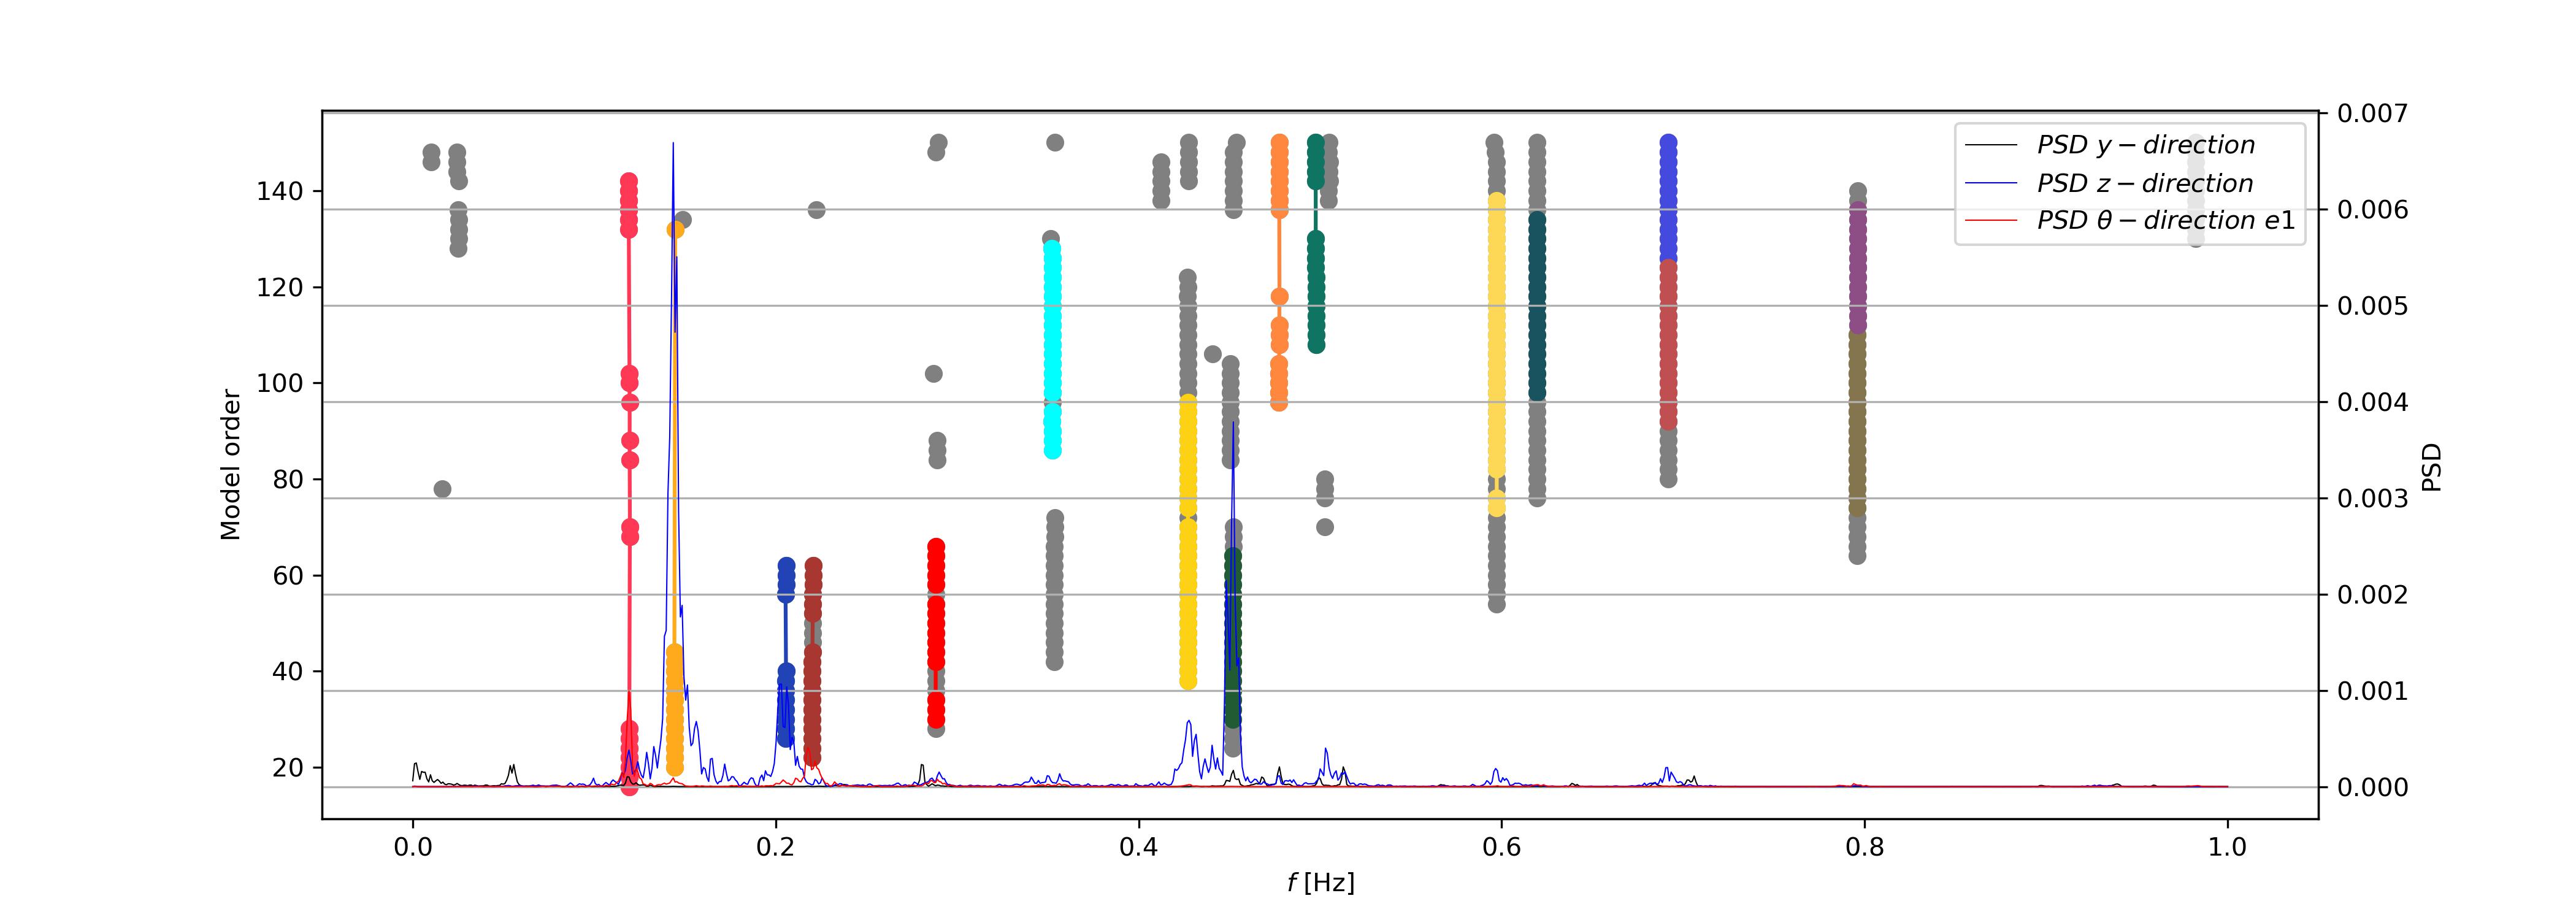 PSD y − direction
PSD z − direction
PSD θ − direction e1
Model order
140
120
100
80
60
40
20
0.007
0.006
0.005
0.004
0.003
0.002
0.001
0.000
PSD
0.0 0.2 0.4 0.6 0.8 1.0
f [Hz]